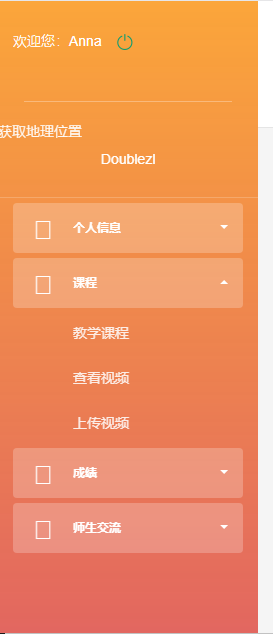 欢迎您：Anna
获取地理位置
Doublezl
个人信息
课程
教学课程
查看视频
上传视频
成绩
师生交流